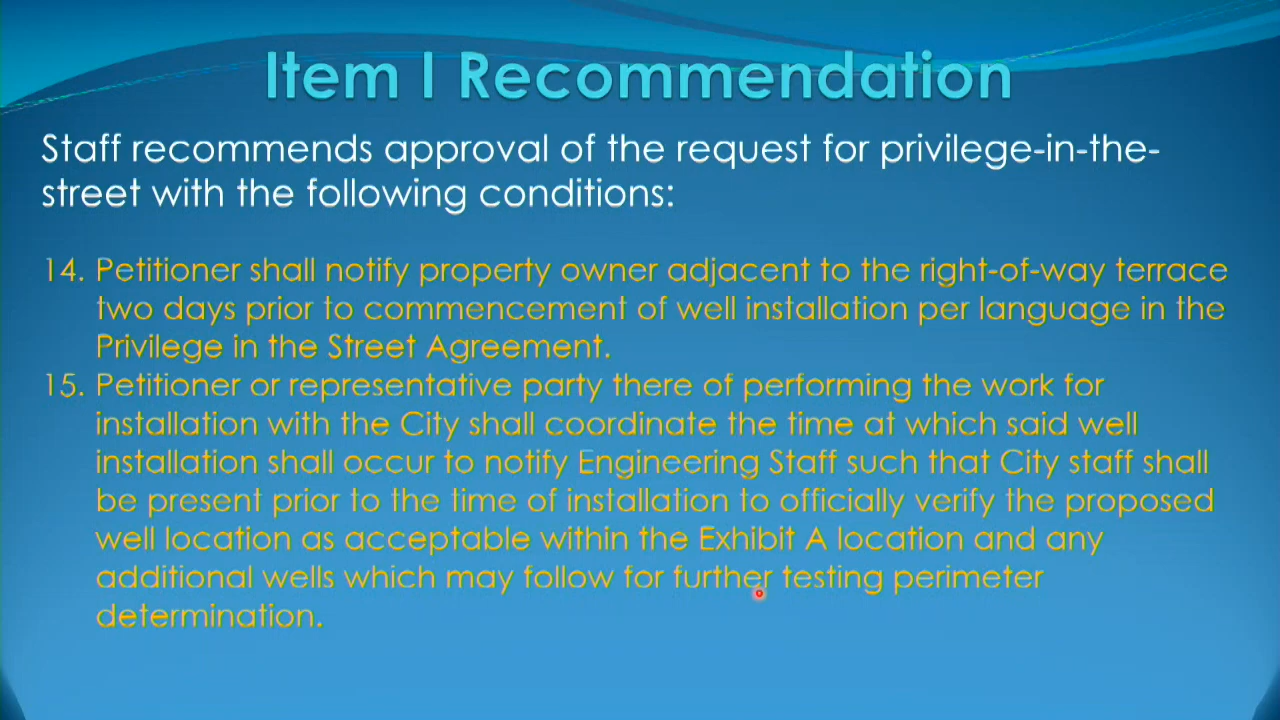 Item I Recommendation
Staff recommends approval of the request for privilege-in-the-
street with the following conditions:
14. Petitioner shall notify property owner adjacent to the right-of-way terrace
two days prior to commencement of well installation per language in the
Privilege in the Street Agreement.
15. Petitioner or representative party there of performing the work for
installation with the City shall coordinate the time at which said well
installation shall occur to notify Engineering Staff such that City staff shall
be present prior to the time of installation to officially verify the proposed
well location as acceptable within the Exhibit A location and any
additional wells which may follow for further testing perimeter
determination.